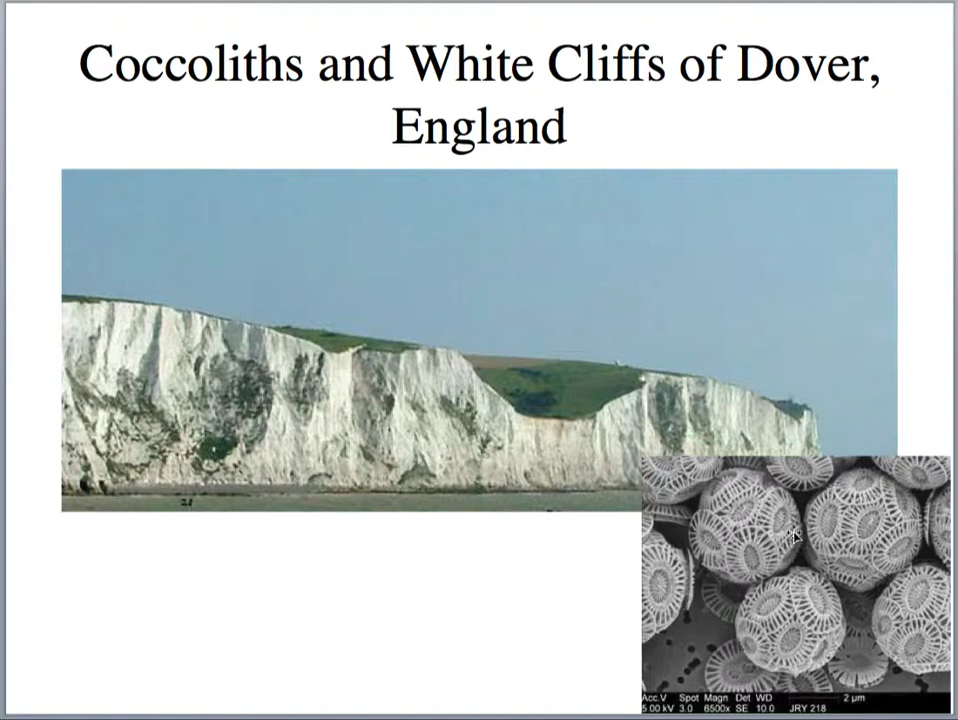 Coccoliths and White Cliffs of Dover,
England
Acc.V Spot Magn Det WD 2 µm
5.00 kV 3.0 6500x SE 10.0 JRY 218